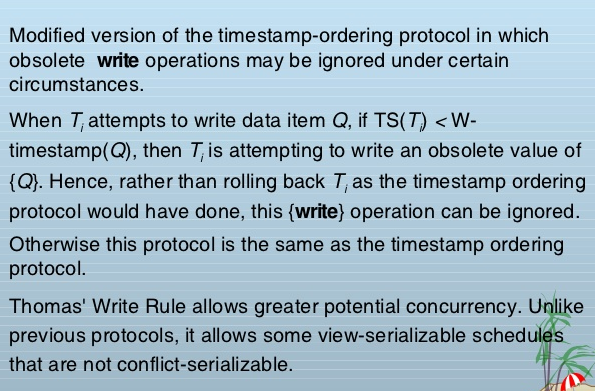 Modified version of the timestamp-ordering protocol in which
obsolete write operations may be ignored under certain
circumstances.
When Ti attempts to write data item Q, if TS(Ti) < W-
timestamp(Q), then Ti is attempting to write an obsolete value of
{Q}. Hence, rather than rolling back Ti as the timestamp ordering
protocol would have done, this {write} operation can be ignored.
Otherwise this protocol is the same as the timestamp ordering
protocol.
Thomas' Write Rule allows greater potential concurrency. Unlike
previous protocols, it allows some view-serializable schedules
that are not conflict-serializable.